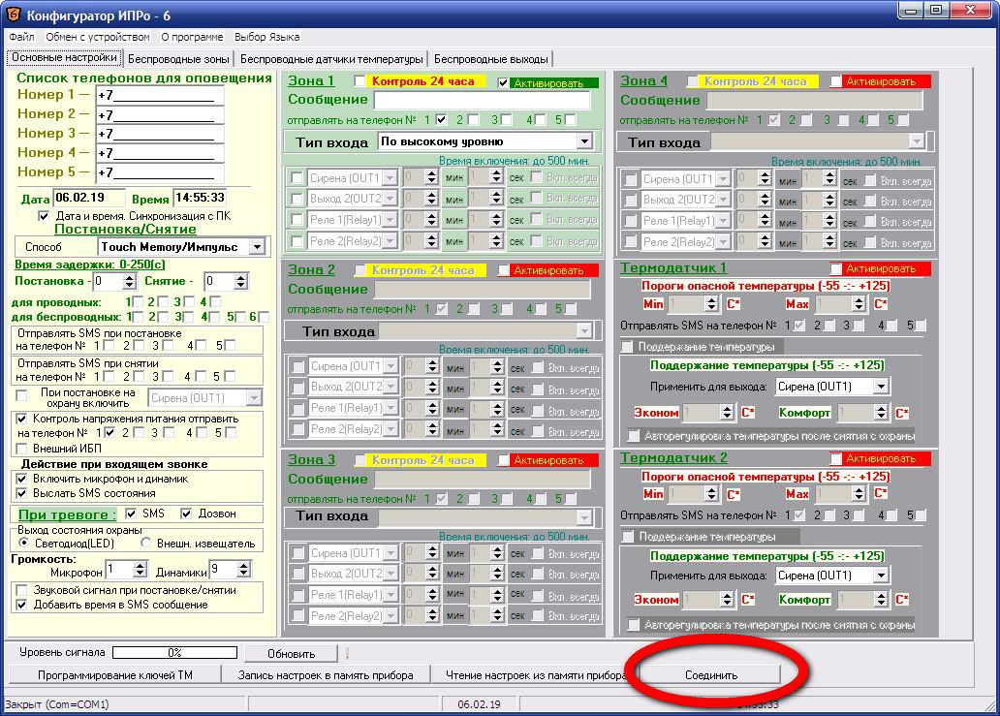 Конфигуратор ИПРо - 6
Файл Обмен с устройством О программе Выбор Языка
Основные настройки Беспроводные зоны Беспроводные датчики температуры Беспроводные выходы
Список телефонов для оповещения
Номер 1 — +7
Номер 2 — +7
Номер 3 — +7
Номер 4 — +7
Номер 5 — +7
Дата 06.02.19 Время 14:55:33
Дата и время. Синхронизация с ПК
Постановка/Снятие
Способ Touch Memory/Импульс
Время задержки: 0-250(с)
Постановка - 0 Снятие - 0
для проводных: 1 2 3 4
для беспроводных: 1 2 3 4 5 6
Отправлять SMS при постановке
на телефон № 1 2 3 4 5
Отправлять SMS при снятии
на телефон № 1 2 3 4 5
При постановке на
охрану включить Сирена (OUT1)
Контроль напряжения питания отправить
на телефон № 1 2 3 4 5
Внешний ИБП
Действие при входящем звонке
Включить микрофон и динамик
Выслать SMS состояния
При тревоге : SMS Дозвон
Выход состояния охраны
Светодиод(LED) Внешн. извещатель
Громкость:
Микрофон 1 Динамики 9
Звуковой сигнал при постановке/снятии
Добавить время в SMS сообщение
Зона 1 Контроль 24 часа Активировать
Сообщение
отправлять на телефон № 1 2 3 4 5
Тип входа По высокому уровню
Время включения: до 500 мин.
Сирена (OUT1 0 мин 1 сек Вкл. всегда
Выход 2(OUT2 0 мин 1 сек Вкл. всегда
Реле 1(Relay1) 0 мин 1 сек Вкл. всегда
Реле 2(Relay2) 0 мин 1 сек Вкл. всегда
Зона 2 Контроль 24 часа Активировать
Сообщение
отправлять на телефон № 1 2 3 4 5
Тип входа
Время включения: до 500 мин.
Сирена (OUT1 0 мин 1 сек Вкл. всегда
Выход 2(OUT2 0 мин 1 сек Вкл. всегда
Реле 1(Relay1) 0 мин 1 сек Вкл. всегда
Реле 2(Relay2) 0 мин 1 сек Вкл. всегда
Зона 3 Контроль 24 часа Активировать
Сообщение
отправлять на телефон № 1 2 3 4 5
Тип входа
Время включения: до 500 мин.
Сирена (OUT1 0 мин 1 сек Вкл. всегда
Выход 2(OUT2 0 мин 1 сек Вкл. всегда
Реле 1(Relay1) 0 мин 1 сек Вкл. всегда
Реле 2(Relay2) 0 мин 1 сек Вкл. всегда
Зона 4 Контроль 24 часа Активировать
Сообщение
отправлять на телефон № 1 2 3 4 5
Тип входа
Время включения: до 500 мин.
Сирена (OUT1 0 мин 1 сек Вкл. всегда
Выход 2(OUT2 0 мин 1 сек Вкл. всегда
Реле 1(Relay1) 0 мин 1 сек Вкл. всегда
Реле 2(Relay2) 0 мин 1 сек Вкл. всегда
Термодатчик 1 Активировать
Пороги опасной температуры (-55 -:- +125)
Min 1 C* Max 1 C*
Отправлять SMS на телефон № 1 2 3 4 5
Поддержание температуры
Поддержание температуры (-55 -:- +125)
Применить для выхода: Сирена (OUT1)
Эконом 1 C* Комфорт 1 C*
Авторегулировка температуры после снятия с охраны
Термодатчик 2 Активировать
Пороги опасной температуры (-55 -:- +125)
Min 1 C* Max 1 C*
Отправлять SMS на телефон № 1 2 3 4 5
Поддержание температуры
Поддержание температуры (-55 -:- +125)
Применить для выхода: Сирена (OUT1)
Эконом 1 C* Комфорт 1 C*
Авторегулировка температуры после снятия с охраны
Уровень сигнала 0% Обновить
Программирование ключей ТМ Запись настроек в память прибора Чтение настроек из памяти прибора Соединить
Закрыт (Com=COM1) 06.02.19 14:55:33